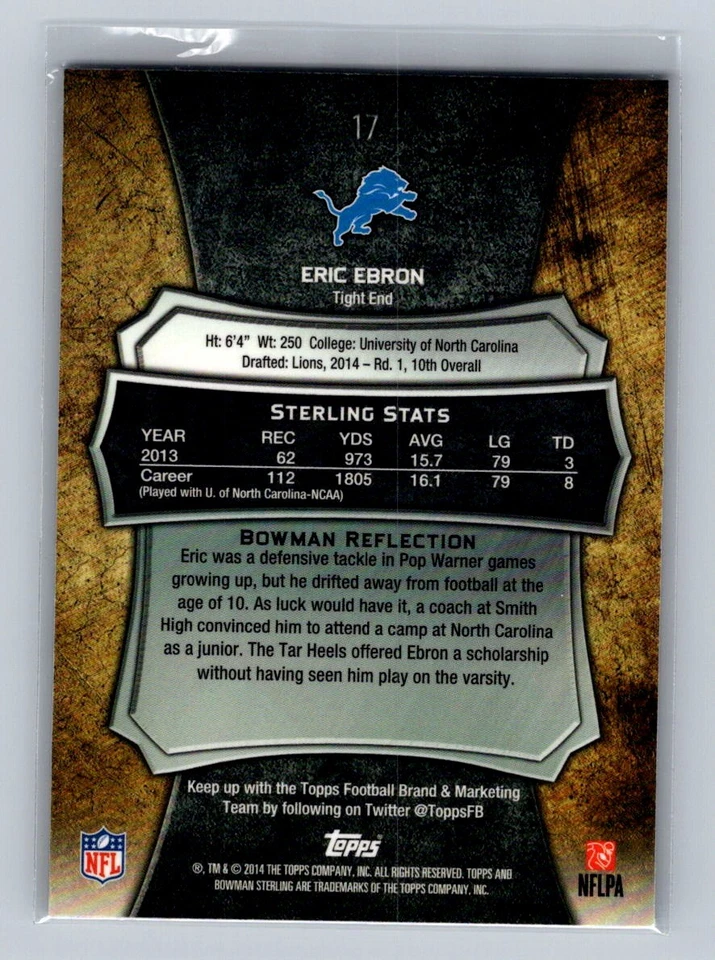 17
ERIC EBRON
Tight End
Ht: 6'4" Wt: 250 College: University of North Carolina
Drafted: Lions, 2014 – Rd. 1, 10th Overall
STERLING STATS
YEAR REC YDS AVG LG TD
2013 62 973 15.7 79 3
Career 112 1805 16.1 79 8
(Played with U. of North Carolina-NCAA)
BOWMAN REFLECTION
Eric was a defensive tackle in Pop Warner games
growing up, but he drifted away from football at the
age of 10. As luck would have it, a coach at Smith
High convinced him to attend a camp at North Carolina
as a junior. The Tar Heels offered Ebron a scholarship
without having seen him play on the varsity.
Keep up with the Topps Football Brand & Marketing
Team by following on Twitter @ToppsFB
Topps
®, TM & © 2014 THE TOPPS COMPANY, INC. ALL RIGHTS RESERVED. TOPPS AND
BOWMAN STERLING ARE TRADEMARKS OF THE TOPPS COMPANY, INC.
NFL
NFLPA